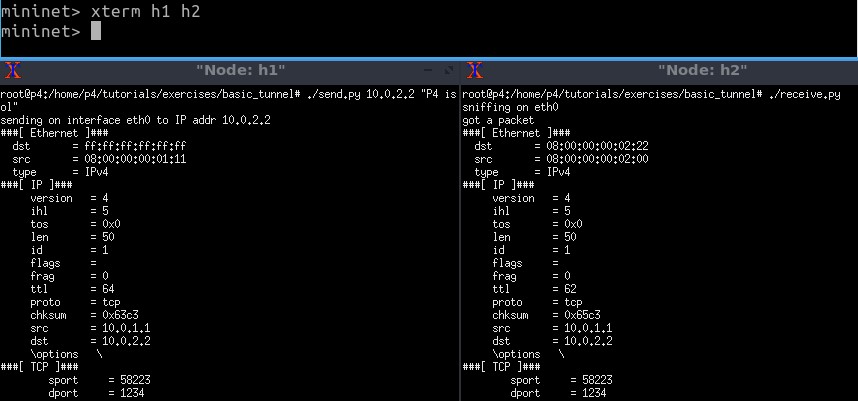 mininet> xterm h1 h2
mininet>
"Node: h1"
root@p4:/home/p4/tutorials/exercises/basic_tunnel# ./send.py 10.0.2.2 "P4 is
ol"
sending on interface eth0 to IP addr 10.0.2.2
###[ Ethernet ]###
  dst       = ff:ff:ff:ff:ff:ff
  src       = 08:00:00:00:01:11
  type      = IPv4
###[ IP ]###
     version   = 4
     ihl       = 5
     tos       = 0x0
     len       = 50
     id        = 1
     flags     =
     frag      = 0
     ttl       = 64
     proto     = tcp
     chksum    = 0x63c3
     src       = 10.0.1.1
     dst       = 10.0.2.2
     \options   \
###[ TCP ]###
        sport     = 58223
        dport     = 1234
"Node: h2"
root@p4:/home/p4/tutorials/exercises/basic_tunnel# ./receive.py
sniffing on eth0
got a packet
###[ Ethernet ]###
  dst       = 08:00:00:00:02:22
  src       = 08:00:00:00:02:00
  type      = IPv4
###[ IP ]###
     version   = 4
     ihl       = 5
     tos       = 0x0
     len       = 50
     id        = 1
     flags     =
     frag      = 0
     ttl       = 62
     proto     = tcp
     chksum    = 0x65c3
     src       = 10.0.1.1
     dst       = 10.0.2.2
     \options   \
###[ TCP ]###
        sport     = 58223
        dport     = 1234